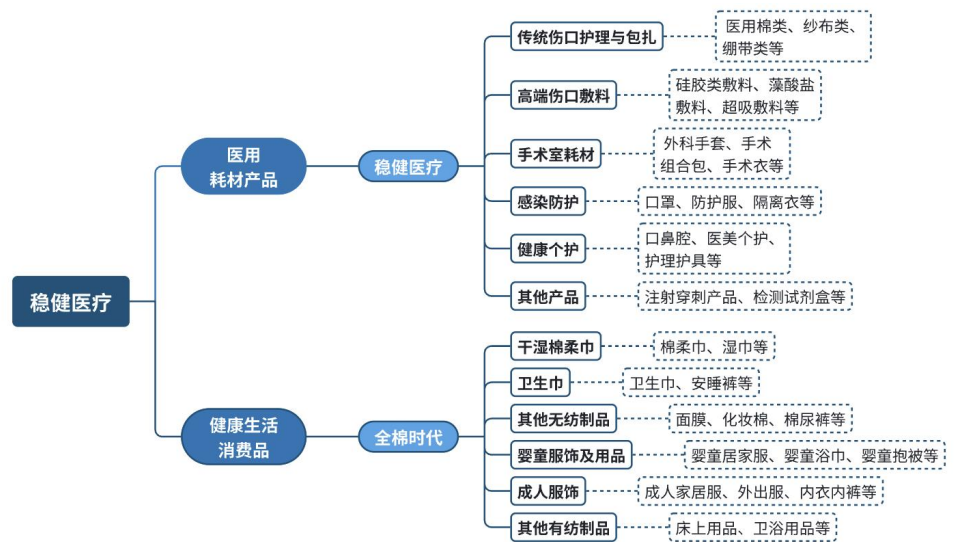 稳健医疗
医用
耗材产品
稳健医疗
传统伤口护理与包扎
医用棉类、纱布类、
绷带类等
高端伤口敷料
硅胶类敷料、藻酸盐
敷料、超吸敷料等
手术室耗材
外科手套、手术
组合包、手术衣等
感染防护
口罩、防护服、隔离衣等
健康个护
口鼻腔、医美个护、
护理护具等
其他产品
注射穿刺产品、检测试剂盒等
健康生活
消费品
全棉时代
干湿棉柔巾
棉柔巾、湿巾等
卫生巾
卫生巾、安睡裤等
其他无纺制品
面膜、化妆棉、棉尿裤等
婴童服饰及用品
婴童居家服、婴童浴巾、婴童抱被等
成人服饰
成人家居服、外出服、内衣内裤等
其他有纺制品
床上用品、卫浴用品等